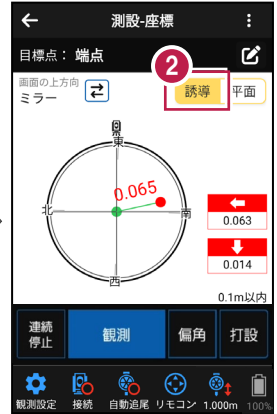 ← 測設-座標
目標点： 端点
2
画面の上方向
ミラー
誘導 平面
東
0.065
北 南
西
0.063
0.014
0.1m以内
連続
停止
観測 偏角 打設
観測設定 接続 自動追尾 リモコン 1.000m 100%